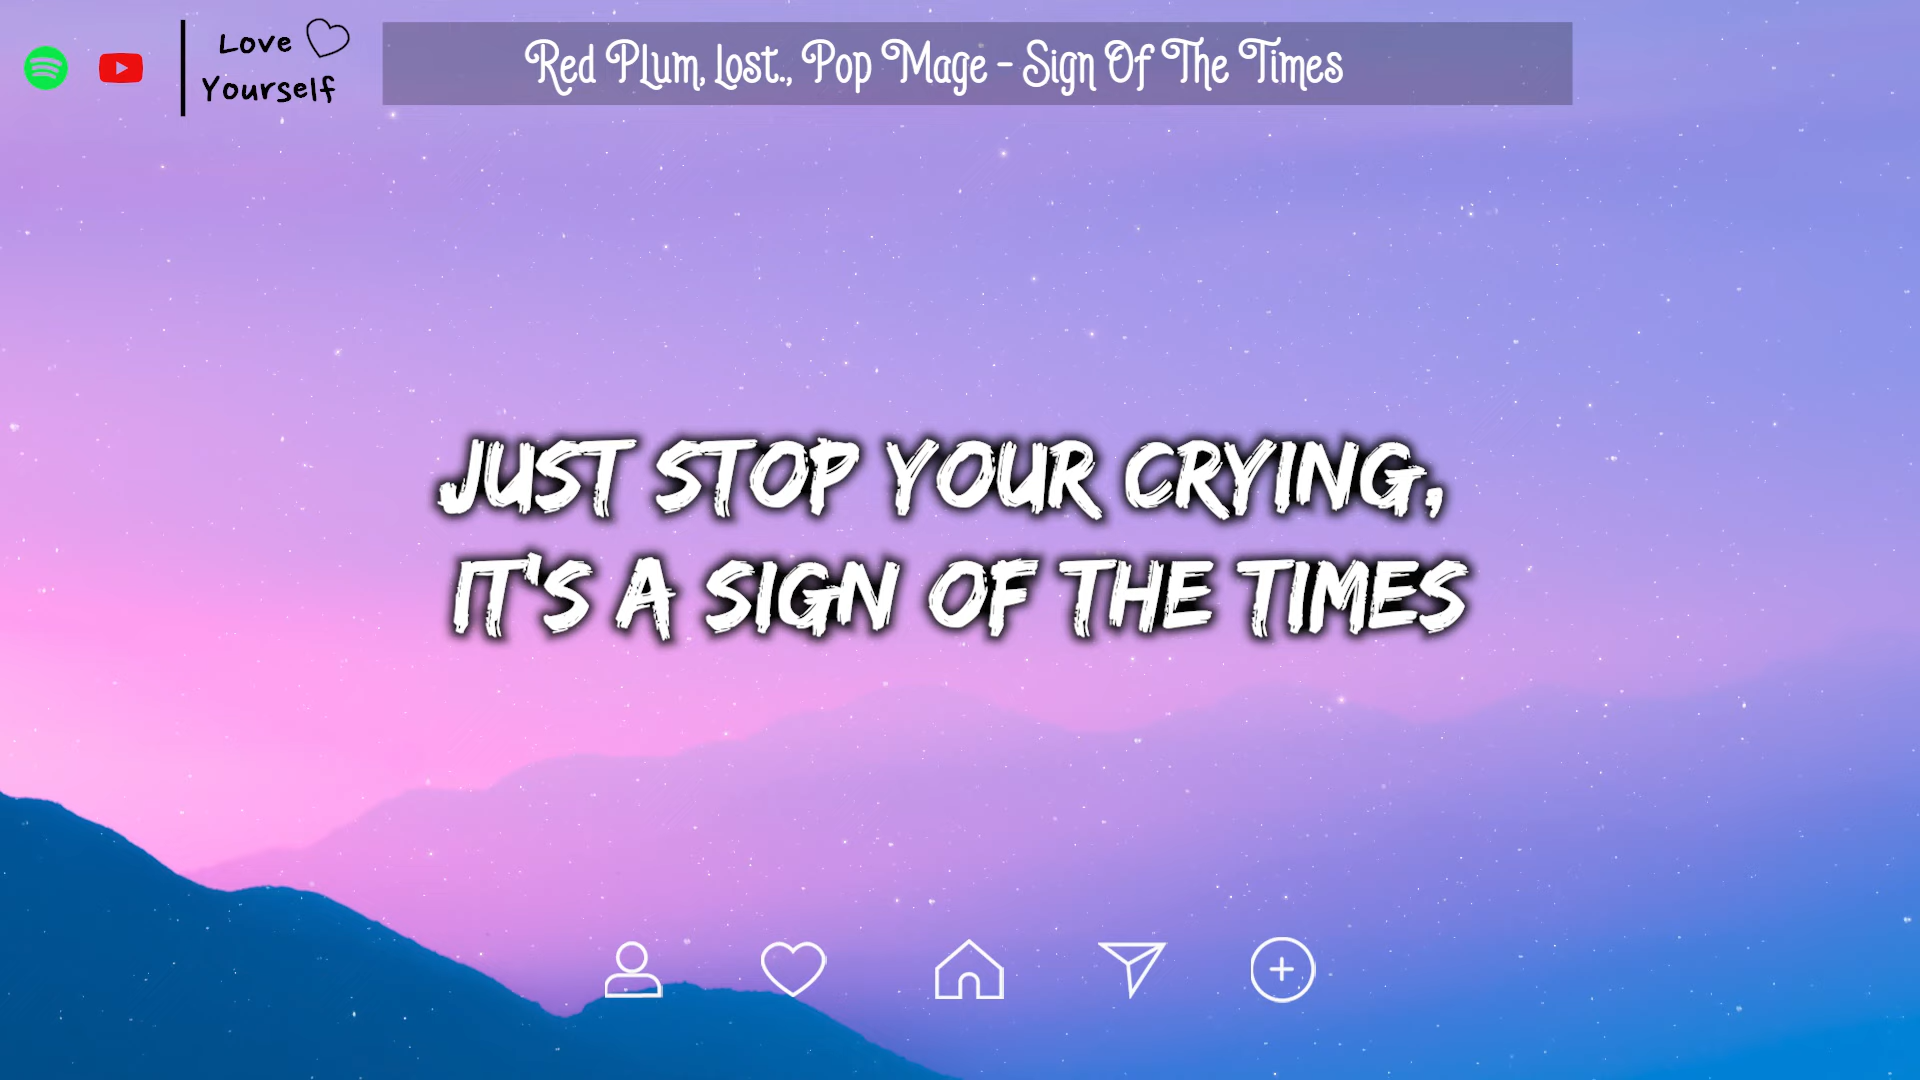 Love
Yourself
Red Plum, Lost., Pop Mage - Sign Of The Times
JUST STOP YOUR CRYING,
IT'S A SIGN OF THE TIMES